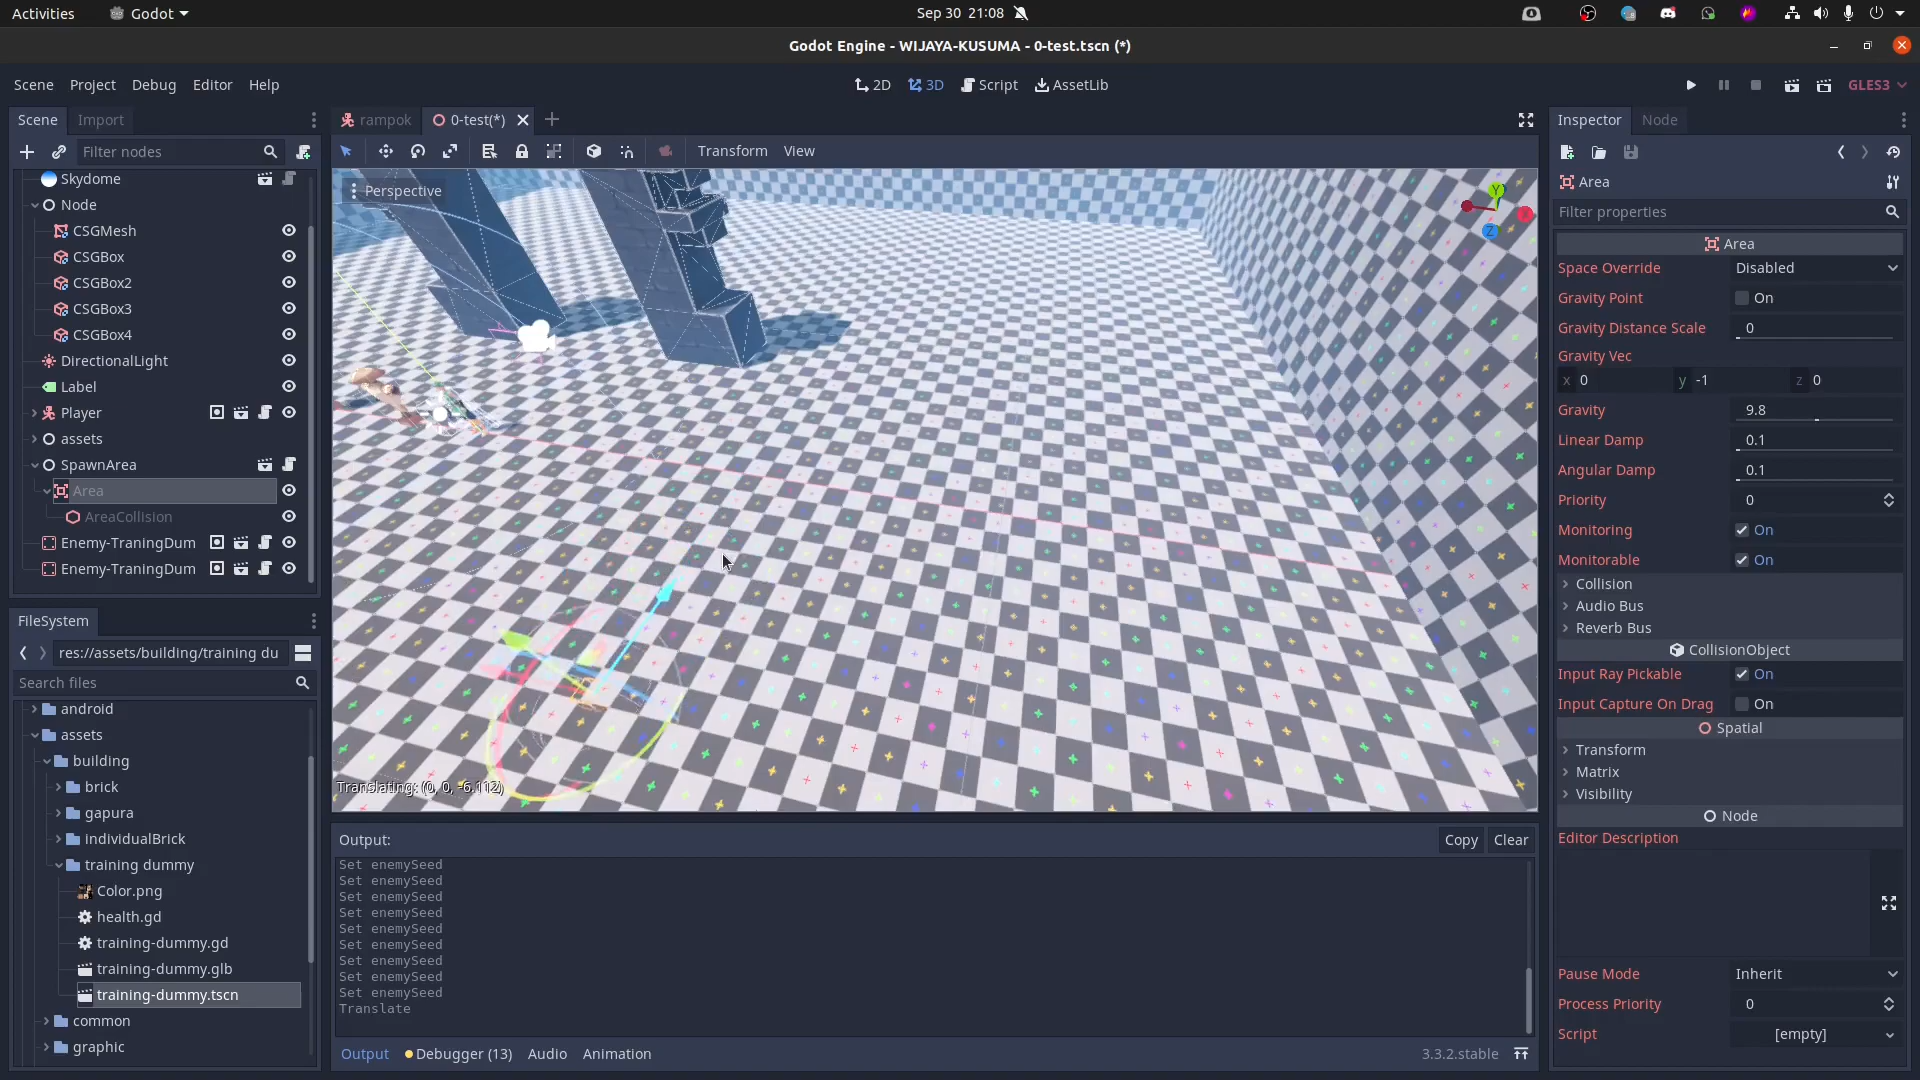 Activities
Godot
Sep 30 21:08
Godot Engine - WIJAYA-KUSUMA - 0-test.tscn (*)
Scene Project Debug Editor Help
2D 3D Script AssetLib
GLES3
Scene Import
Filter nodes
Skydome
Node
CSGMesh
CSGBox
CSGBox2
CSGBox3
CSGBox4
DirectionalLight
Label
Player
assets
SpawnArea
Area
AreaCollision
Enemy-TraningDum
Enemy-TraningDum
FileSystem
res://assets/building/training du
Search files
android
assets
building
brick
gapura
individualBrick
training dummy
Color.png
health.gd
training-dummy.gd
training-dummy.glb
training-dummy.tscn
common
graphic
rampok
0-test(*)
Transform View
Perspective
Y
Z
Translating: (0, 0, -6.112)
Output:
Copy Clear
Set enemySeed
Set enemySeed
Set enemySeed
Set enemySeed
Set enemySeed
Set enemySeed
Set enemySeed
Set enemySeed
Set enemySeed
Translate
Output Debugger (13) Audio Animation
3.3.2.stable
Inspector Node
Area
Filter properties
Area
Space Override Disabled
Gravity Point On
Gravity Distance Scale 0
Gravity Vec
x 0 y -1 z 0
Gravity 9.8
Linear Damp 0.1
Angular Damp 0.1
Priority 0
Monitoring On
Monitorable On
Collision
Audio Bus
Reverb Bus
CollisionObject
Input Ray Pickable On
Input Capture On Drag On
Spatial
Transform
Matrix
Visibility
Node
Editor Description
Pause Mode Inherit
Process Priority 0
Script [empty]